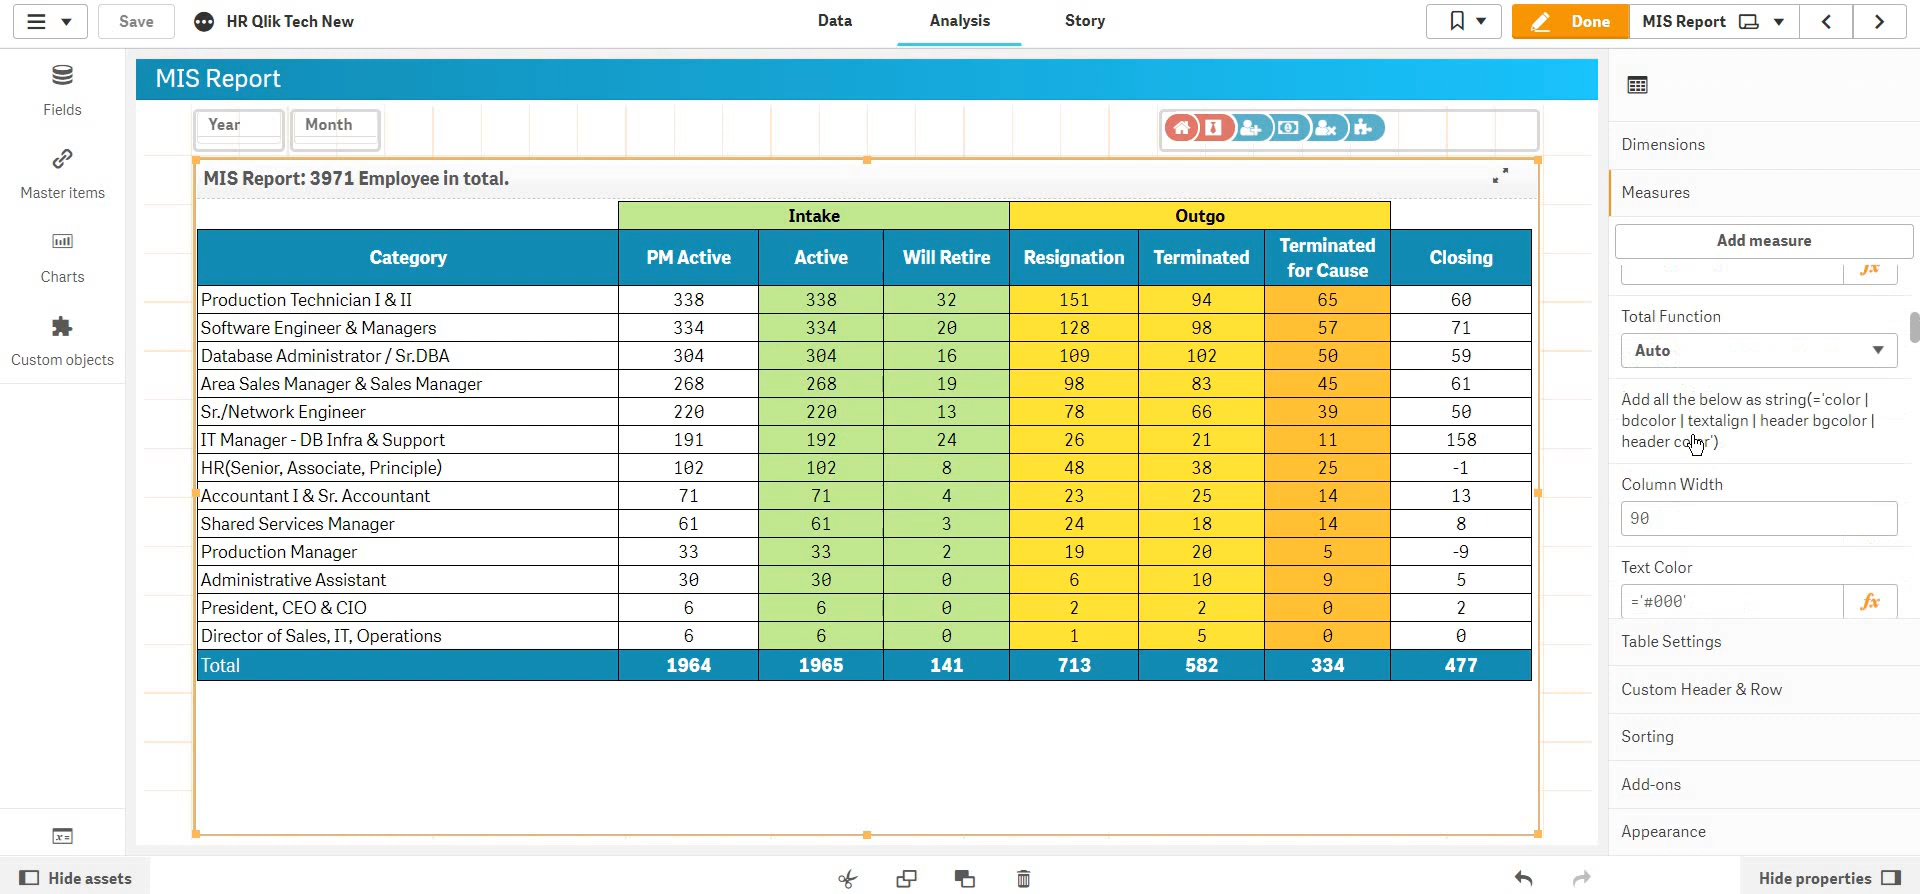 Save
HR Qlik Tech New
Data
Analysis
Story
Done
MIS Report
Fields
Master items
Charts
Custom objects
Hide assets
MIS Report
Year
Month
MIS Report: 3971 Employee in total.
Intake Outgo
Category PM Active Active Will Retire Resignation Terminated Terminated for Cause Closing
Production Technician I & II 338 338 32 151 94 65 60
Software Engineer & Managers 334 334 20 128 98 57 71
Database Administrator / Sr.DBA 304 304 16 109 102 50 59
Area Sales Manager & Sales Manager 268 268 19 98 83 45 61
Sr./Network Engineer 220 220 13 78 66 39 50
IT Manager - DB Infra & Support 191 192 24 26 21 11 158
HR(Senior, Associate, Principle) 102 102 8 48 38 25 -1
Accountant I & Sr. Accountant 71 71 4 23 25 14 13
Shared Services Manager 61 61 3 24 18 14 8
Production Manager 33 33 2 19 20 5 -9
Administrative Assistant 30 30 0 6 10 9 5
President, CEO & CIO 6 6 0 2 2 0 2
Director of Sales, IT, Operations 6 6 0 1 5 0 0
Total 1964 1965 141 713 582 334 477
Dimensions
Measures
Add measure
fx
Total Function
Auto
Add all the below as string(='color |
bdcolor | textalign | header bgcolor |
header color')
Column Width
90
Text Color
='#000'
fx
Table Settings
Custom Header & Row
Sorting
Add-ons
Appearance
Hide properties